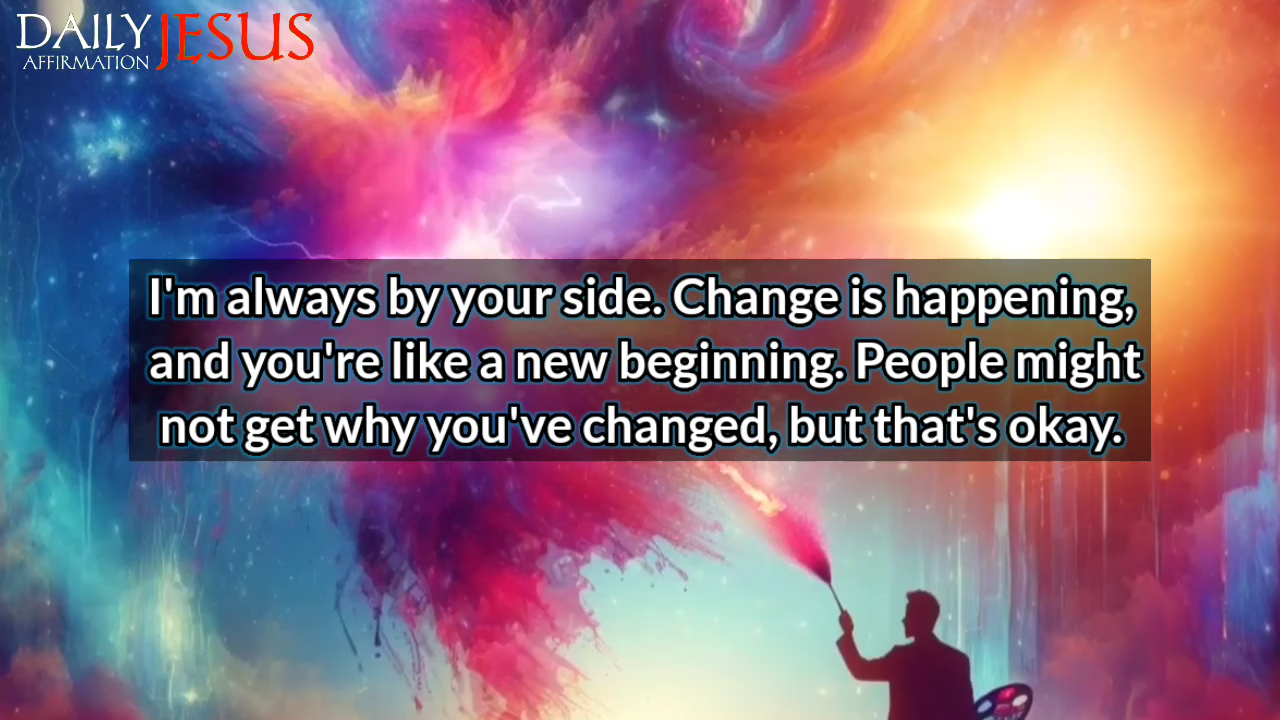 DAILY JESUS
AFFIRMATION
I'm always by your side. Change is happening,
and you're like a new beginning. People might
not get why you've changed, but that's okay.